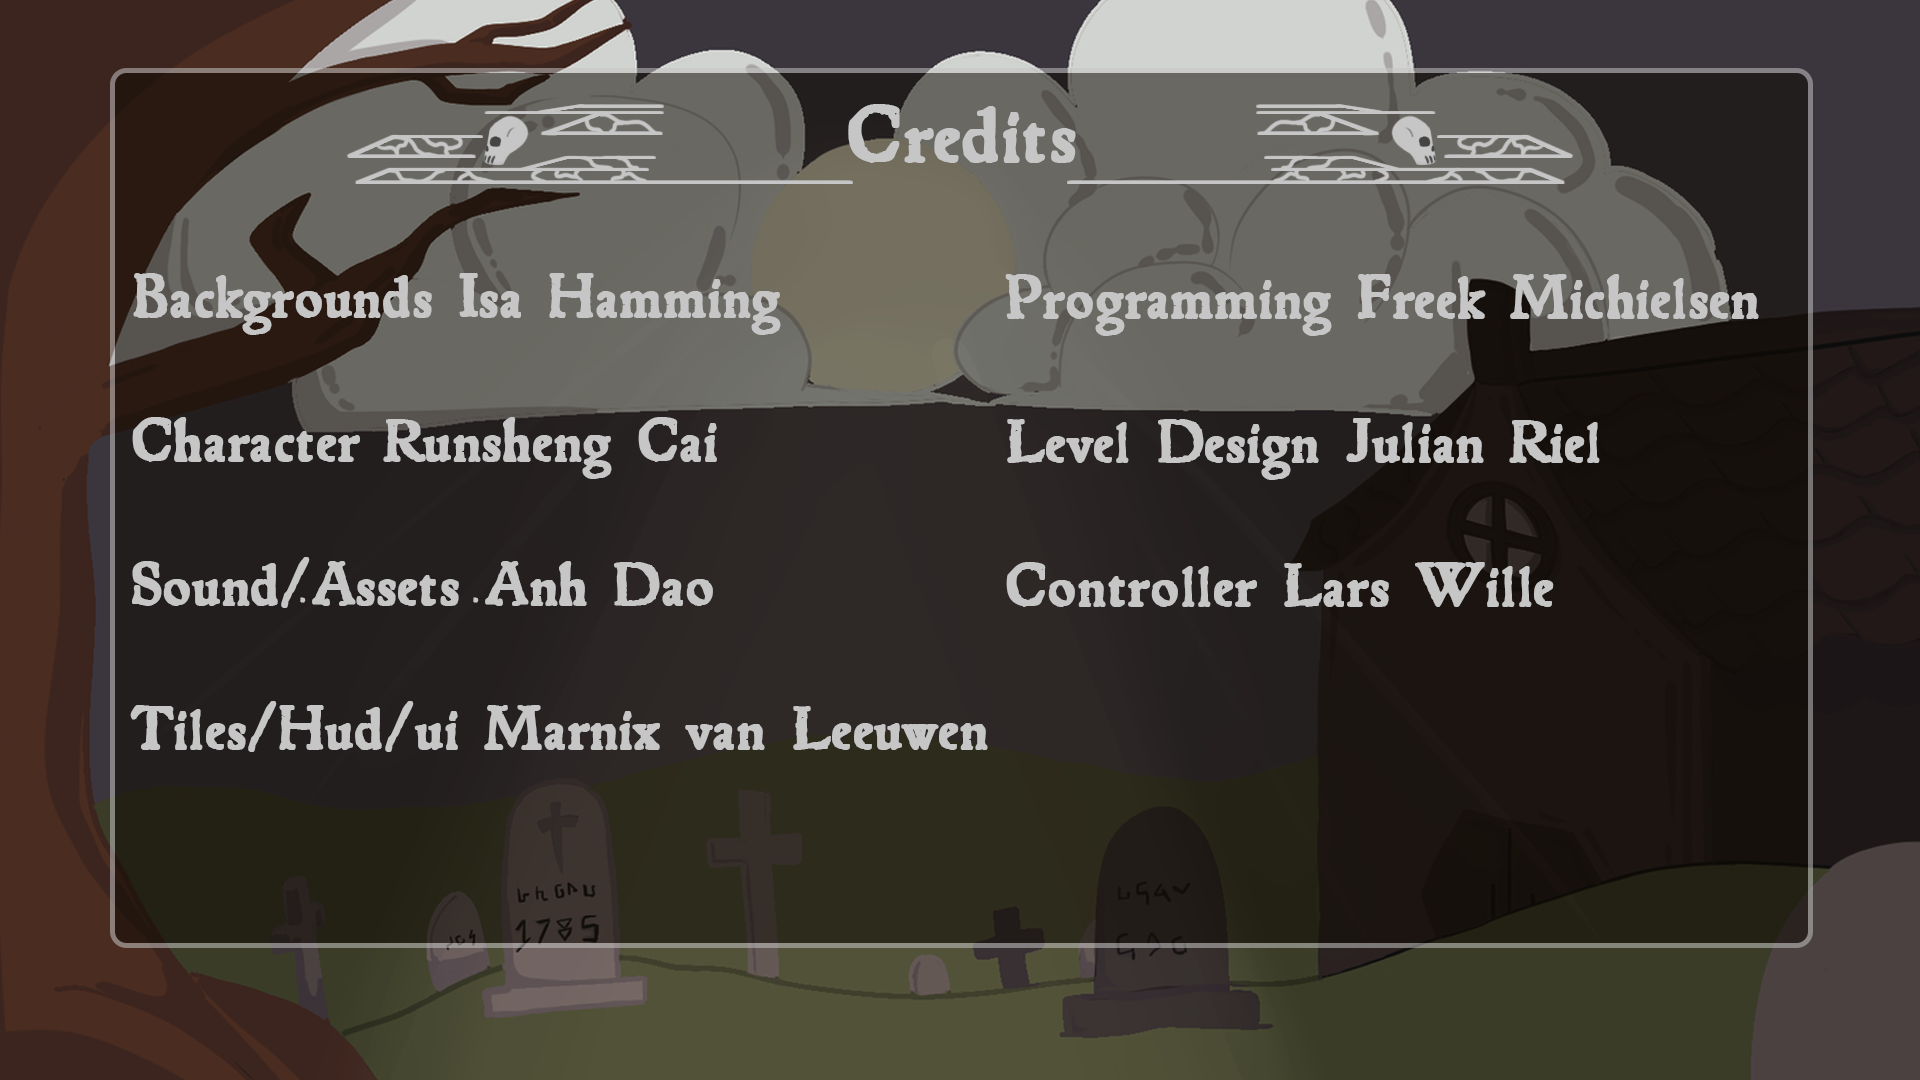 Credits
Backgrounds Isa Hamming
Programming Freek Michielsen
Character Runsheng Cai
Level Design Julian Riel
Sound/Assets Anh Dao
Controller Lars Wille
Tiles/Hud/ui Marnix van Leeuwen
1785